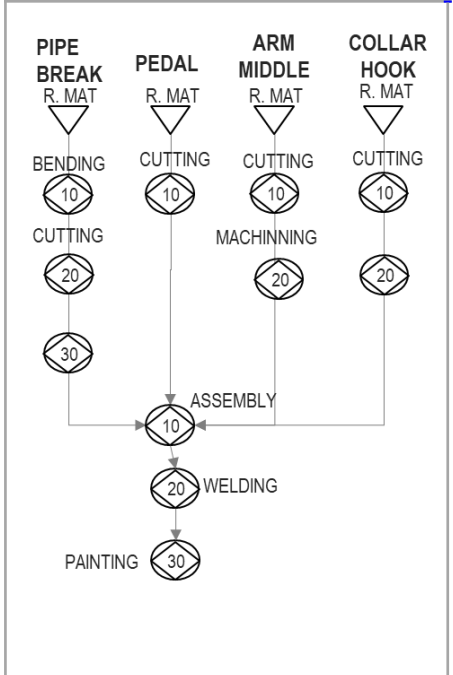 PIPE
BREAK
R. MAT
PEDAL
R. MAT
ARM
MIDDLE
R. MAT
COLLAR
HOOK
R. MAT
BENDING
10
CUTTING
10
CUTTING
10
CUTTING
10
CUTTING
20
MACHINNING
20
20
30
ASSEMBLY
10
20 WELDING
PAINTING 30